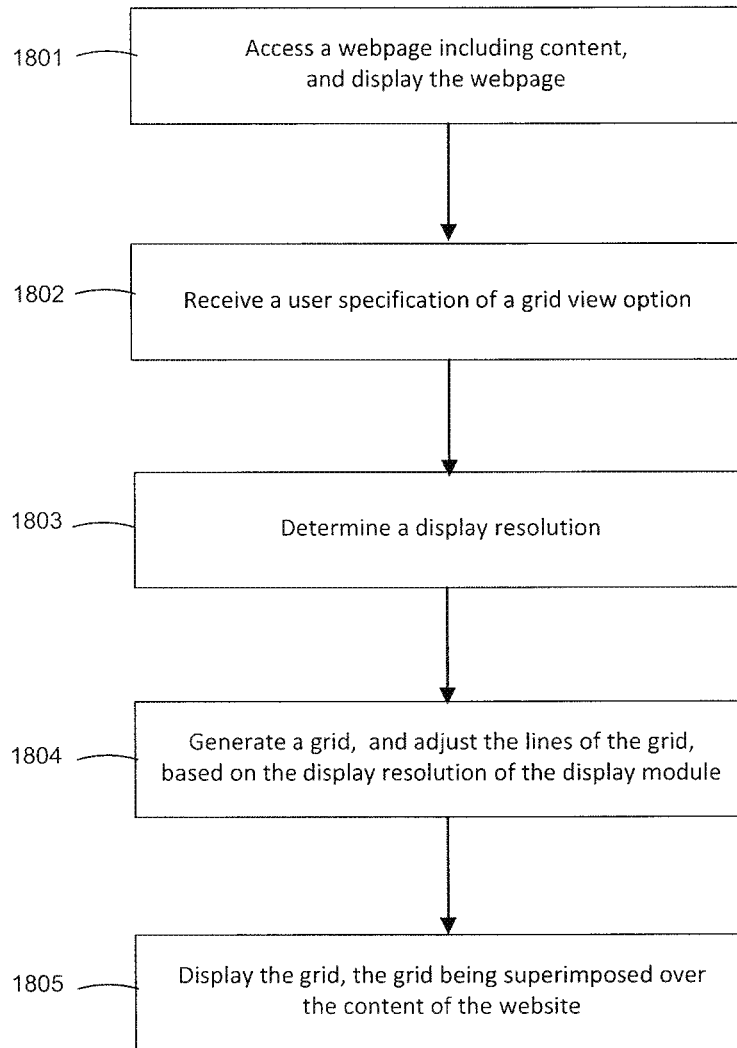 1801
Access a webpage including content,
and display the webpage
1802
Receive a user specification of a grid view option
1803
Determine a display resolution
1804
Generate a grid, and adjust the lines of the grid,
based on the display resolution of the display module
1805
Display the grid, the grid being superimposed over
the content of the website